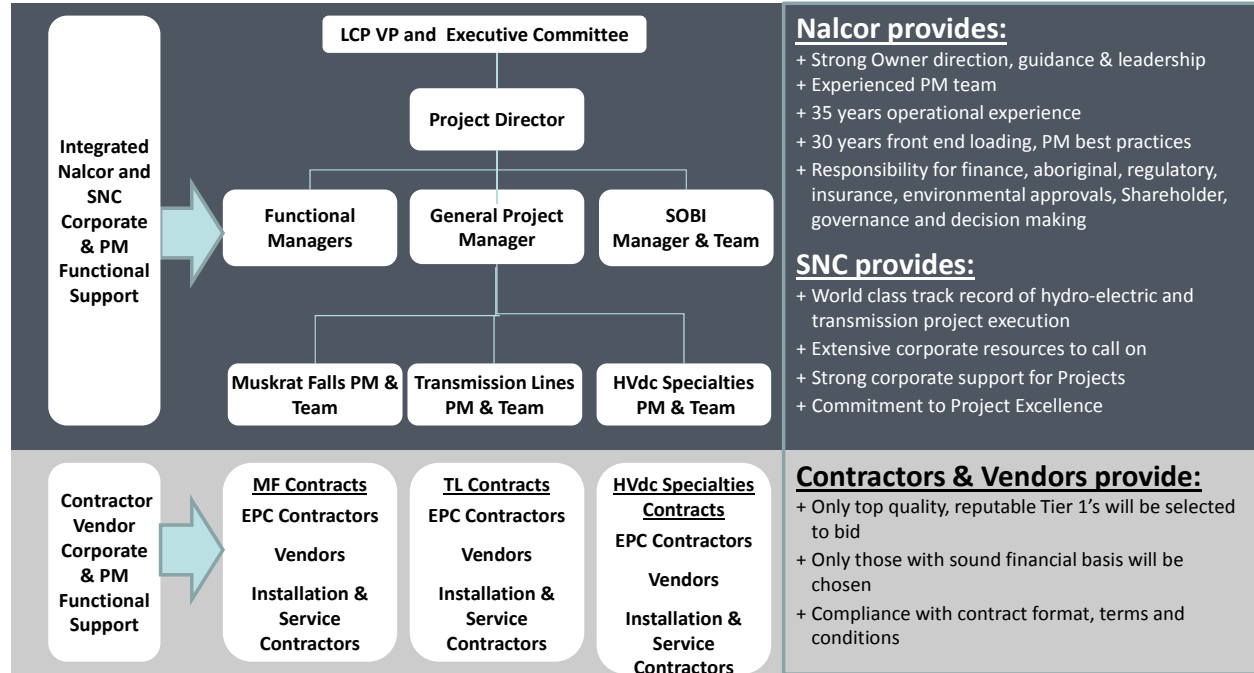 Integrated
Nalcor and
SNC
Corporate
& PM
Functional
Support
LCP VP and Executive Committee
Project Director
Functional
Managers
General Project
Manager
SOBI
Manager & Team
Muskrat Falls PM &
Team
Transmission Lines
PM & Team
HVdc Specialties
PM & Team
Nalcor provides:
+ Strong Owner direction, guidance & leadership
+ Experienced PM team
+ 35 years operational experience
+ 30 years front end loading, PM best practices
+ Responsibility for finance, aboriginal, regulatory,
insurance, environmental approvals, Shareholder,
governance and decision making
SNC provides:
+ World class track record of hydro-electric and
transmission project execution
+ Extensive corporate resources to call on
+ Strong corporate support for Projects
+ Commitment to Project Excellence
Contractor
Vendor
Corporate
& PM
Functional
Support
MF Contracts
EPC Contractors
Vendors
Installation &
Service
Contractors
TL Contracts
EPC Contractors
Vendors
Installation &
Service
Contractors
HVdc Specialties
Contracts
EPC Contractors
Vendors
Installation &
Service
Contractors
Contractors & Vendors provide:
+ Only top quality, reputable Tier 1's will be selected
to bid
+ Only those with sound financial basis will be
chosen
+ Compliance with contract format, terms and
conditions